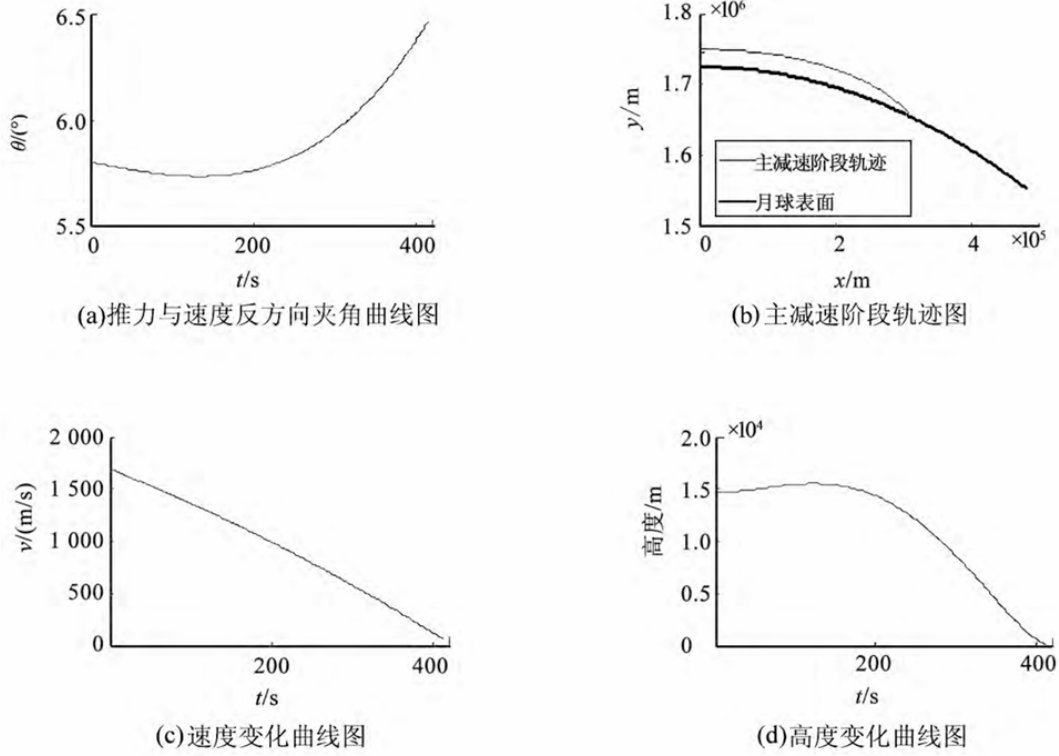 6.5
6.0
5.5
θ/(°)
0
200
400
t/s
(a)推力与速度反方向夹角曲线图
1.8
×10⁶
1.7
1.6
1.5
y/m
主减速阶段轨迹
月球表面
0
2
4
×10⁵
x/m
(b)主减速阶段轨迹图
2 000
1 500
1 000
500
0
v/(m/s)
200
400
t/s
(c)速度变化曲线图
2.0
×10⁴
1.5
1.0
0.5
0
高度/m
200
400
t/s
(d)高度变化曲线图